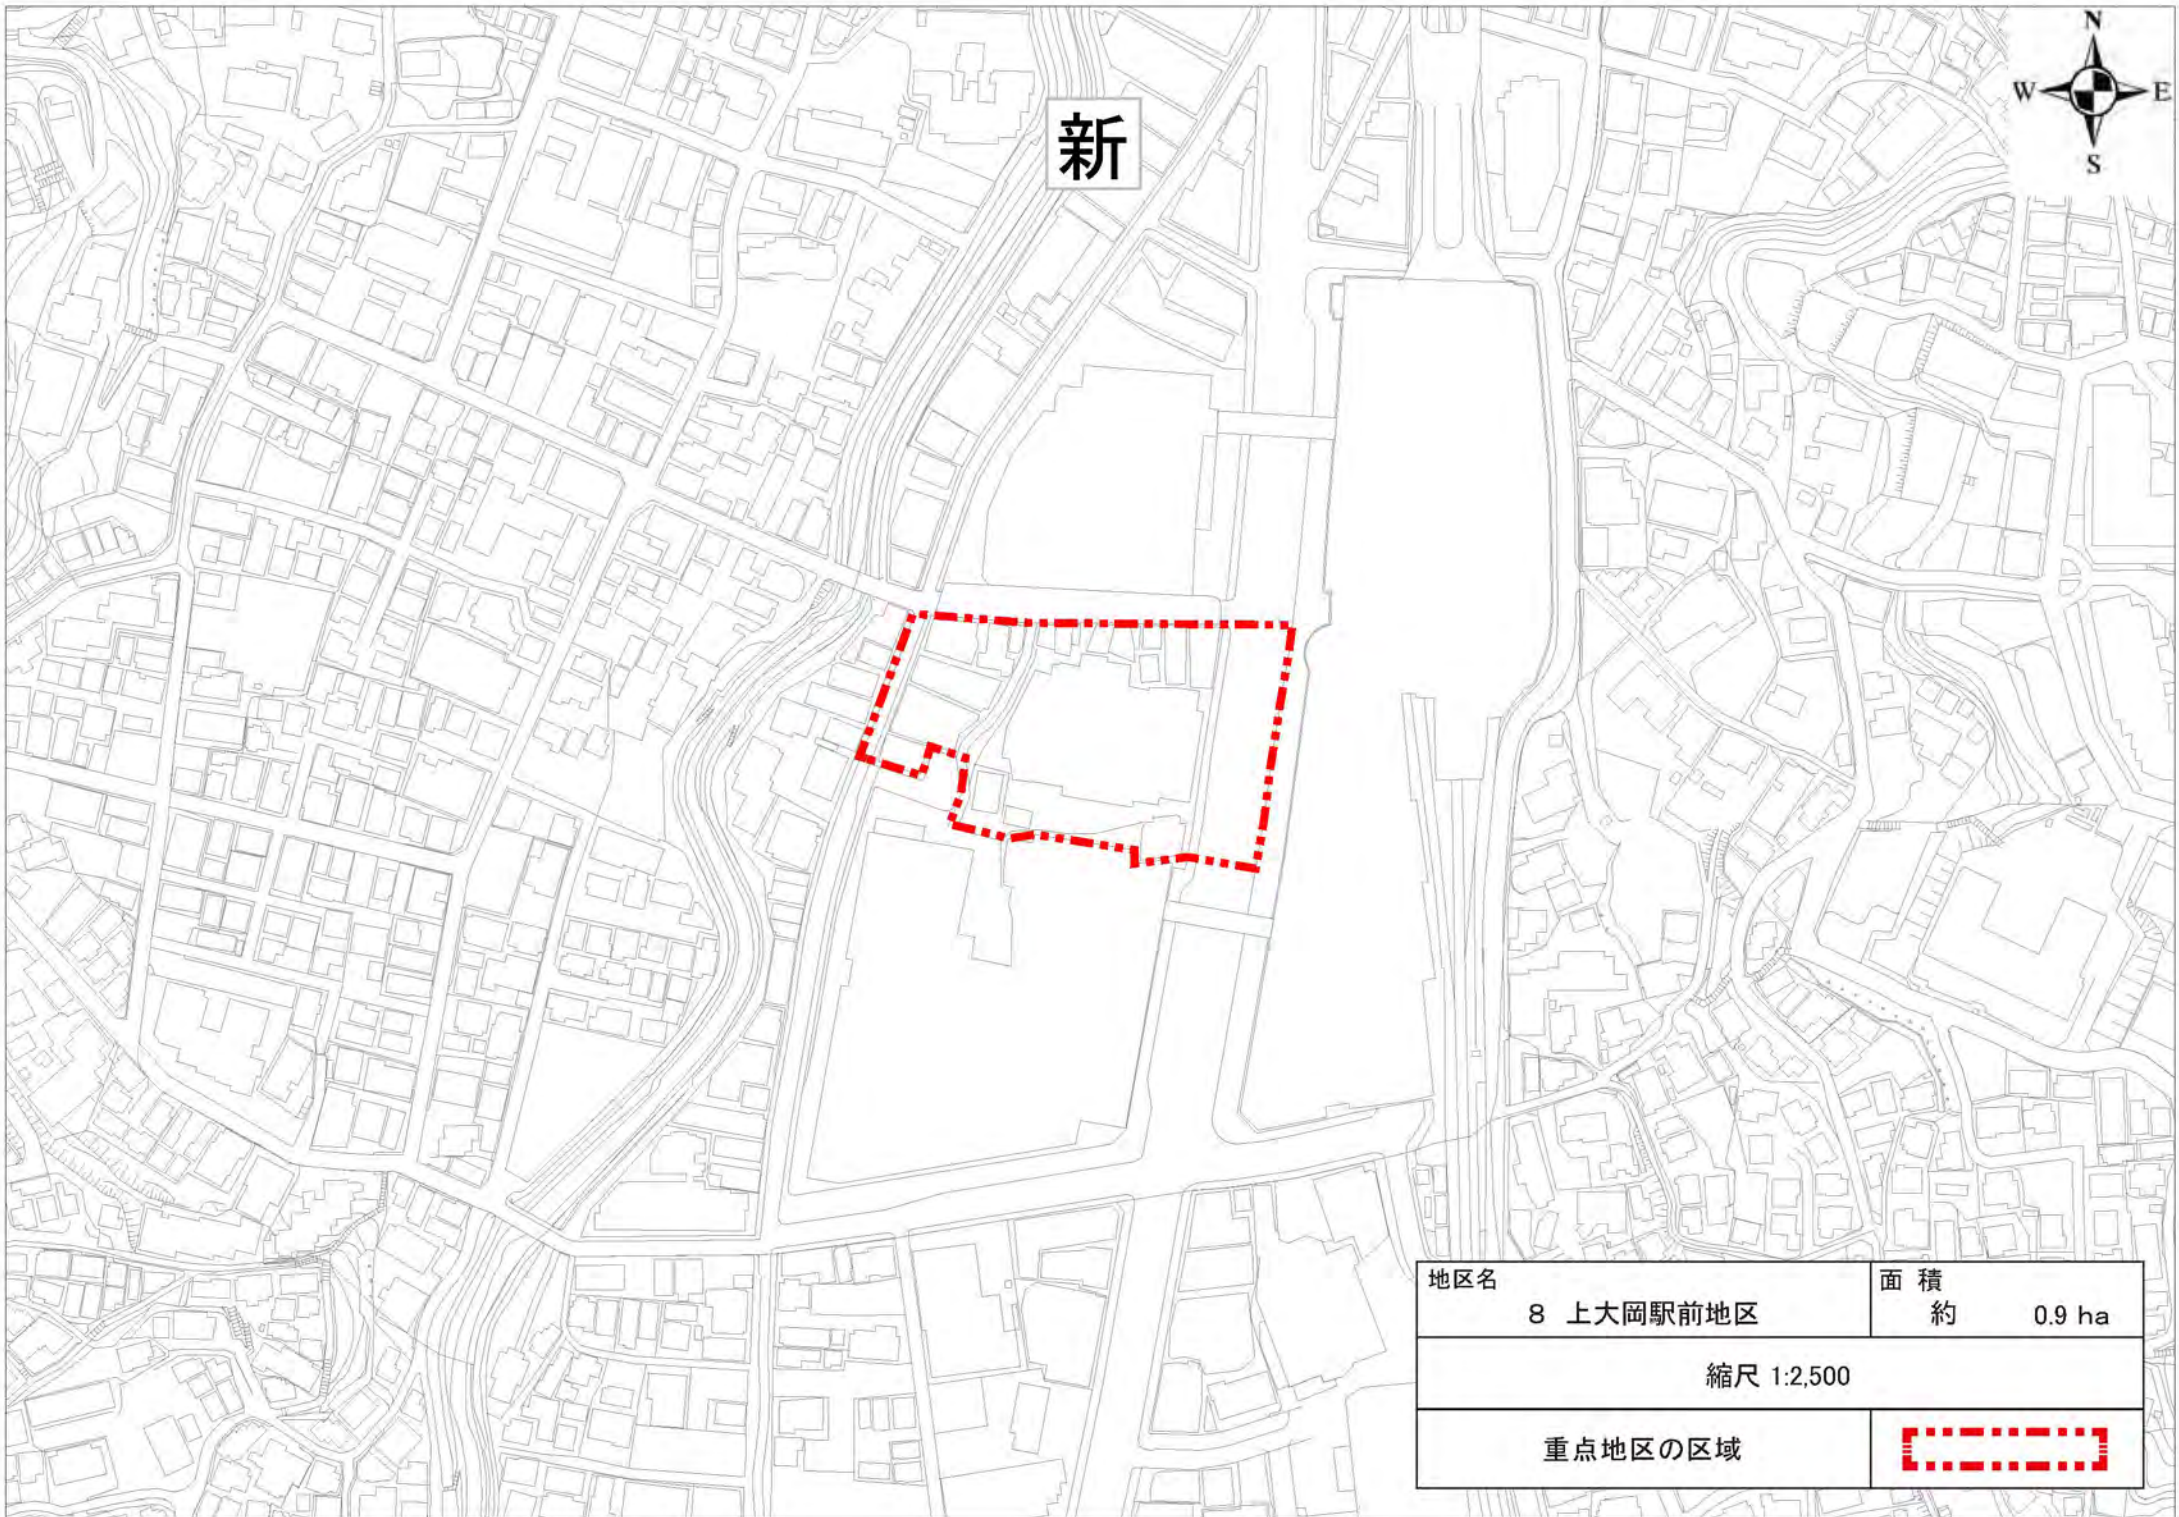 新
N
W E
S
地区名
8 上大岡駅前地区
面 積
約 0.9 ha
縮尺 1:2,500
重点地区の区域